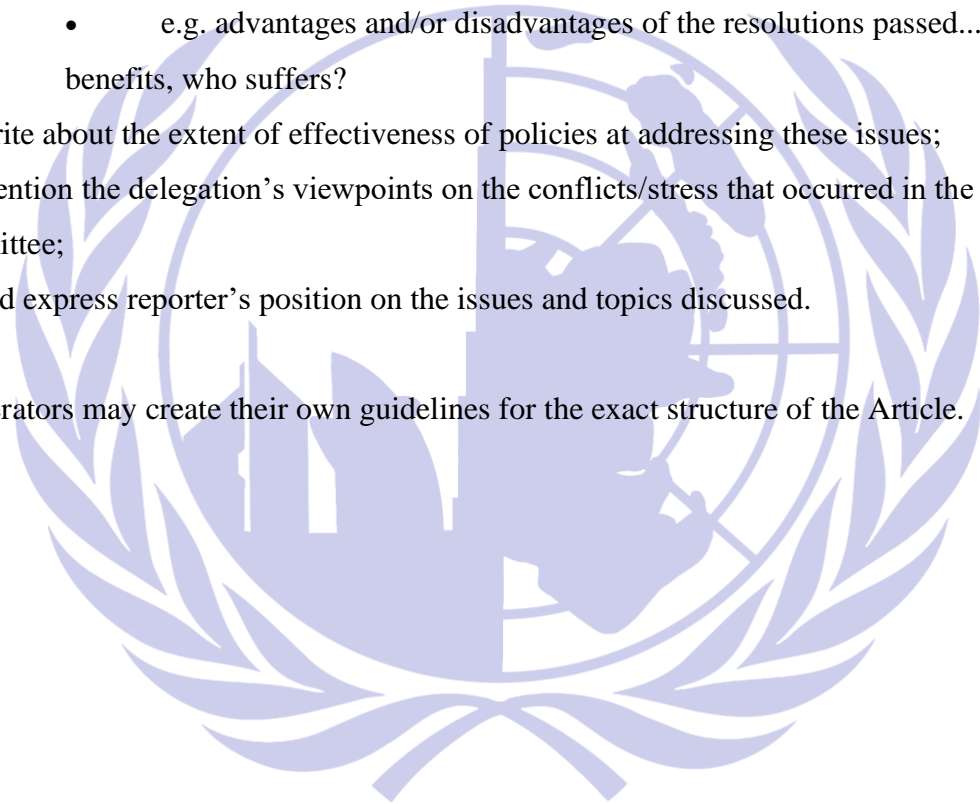 • e.g. advantages and/or disadvantages of the resolutions passed...
benefits, who suffers?
rite about the extent of effectiveness of policies at addressing these issues;
ention the delegation’s viewpoints on the conflicts/stress that occurred in the
ittee;
d express reporter’s position on the issues and topics discussed.
erators may create their own guidelines for the exact structure of the Article.